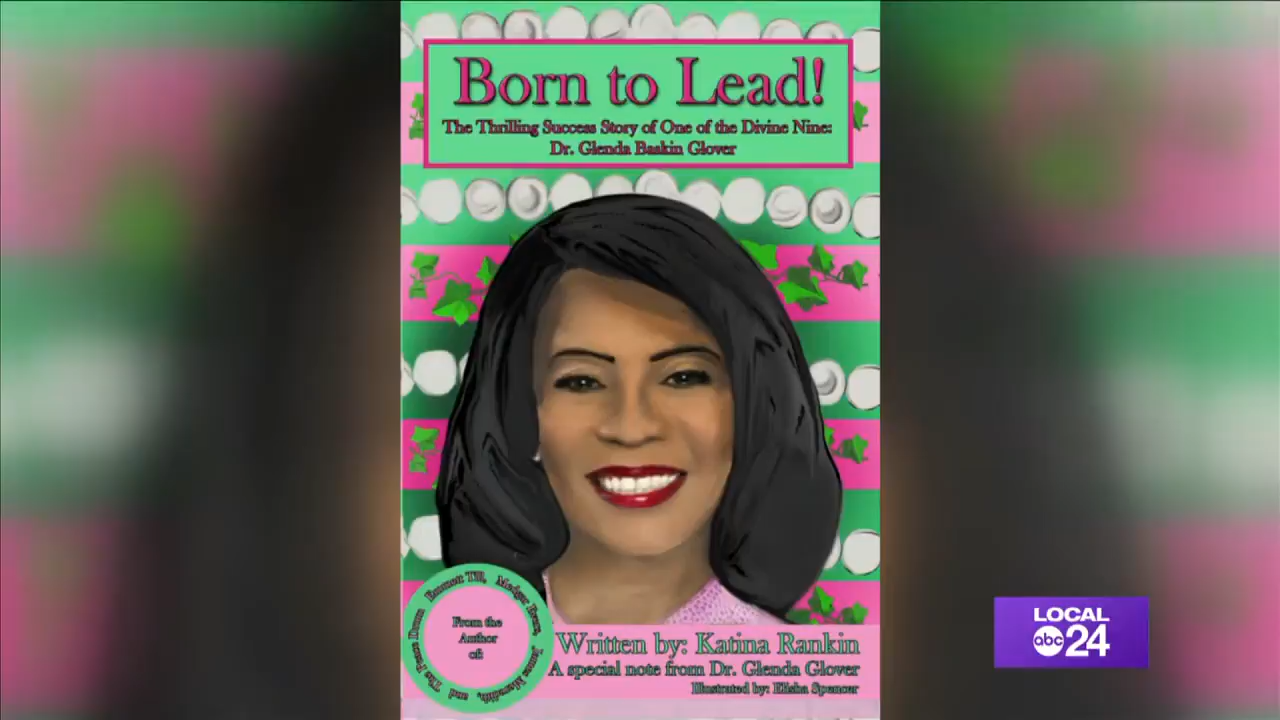 Born to Lead!
The Thrilling Success Story of One of the Divine Nine:
Dr. Glenda Baskin Glover
From the
Author
of:
Emmett Till, Medgar Evers, James Meredith, and The Poor Bunn
Written by: Katina Rankin
A special note from Dr. Glenda Glover
Illustrated by: Elisha Spencer
LOCAL
abc 24